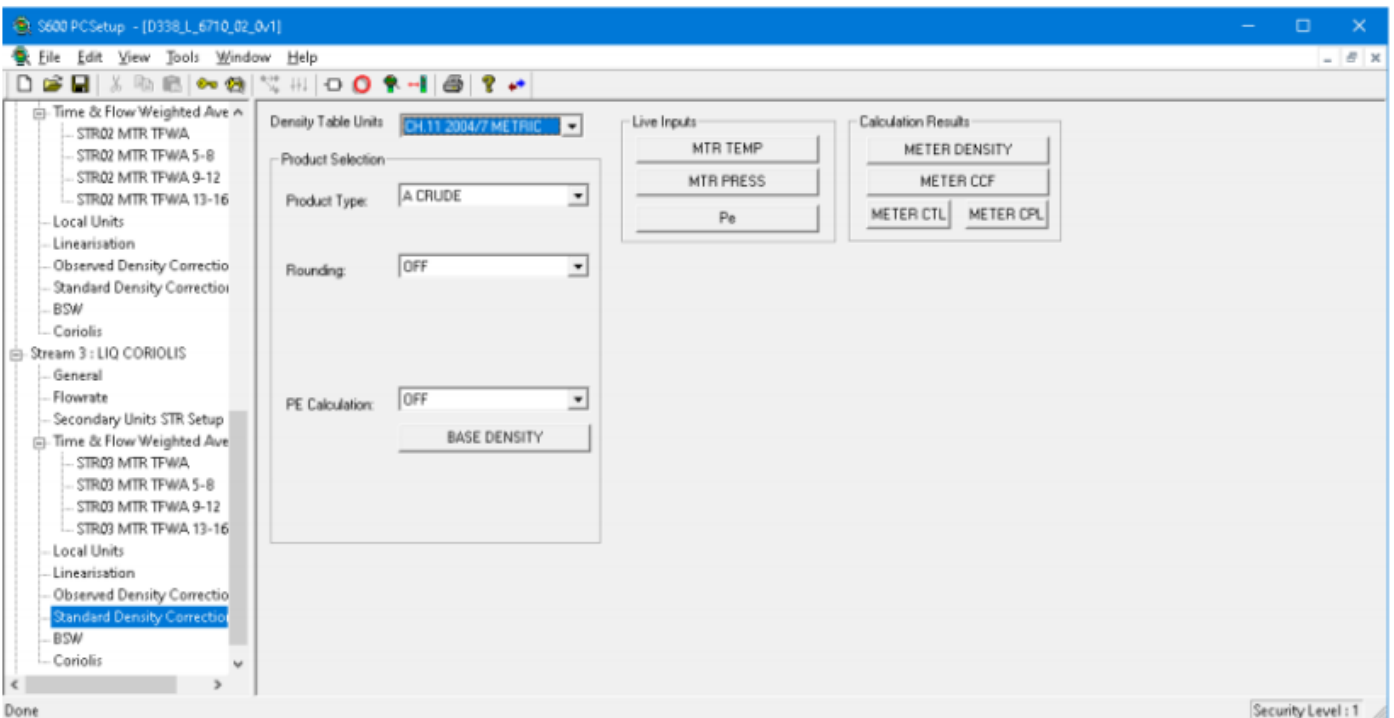 S600 PCSetup - [D338_L_6710_02_0v1]
File Edit View Tools Window Help
Time & Flow Weighted Ave
STR02 MTR TFWA
STR02 MTR TFWA 5-8
STR02 MTR TFWA 9-12
STR02 MTR TFWA 13-16
Local Units
Linearisation
Observed Density Correctio
Standard Density Correction
BSW
Coriolis
Stream 3 : LIQ CORIOLIS
General
Flowrate
Secondary Units STR Setup
Time & Flow Weighted Ave
STR03 MTR TFWA
STR03 MTR TFWA 5-8
STR03 MTR TFWA 9-12
STR03 MTR TFWA 13-16
Local Units
Linearisation
Observed Density Correctio
Standard Density Correction
BSW
Coriolis
Density Table Units CH.11 2004/7 METRIC
Product Selection
Product Type: A CRUDE
Rounding: OFF
PE Calculation: OFF
BASE DENSITY
Live Inputs
MTR TEMP
MTR PRESS
Pe
Calculation Results
METER DENSITY
METER CCF
METER CTL METER CPL
Done
Security Level : 1